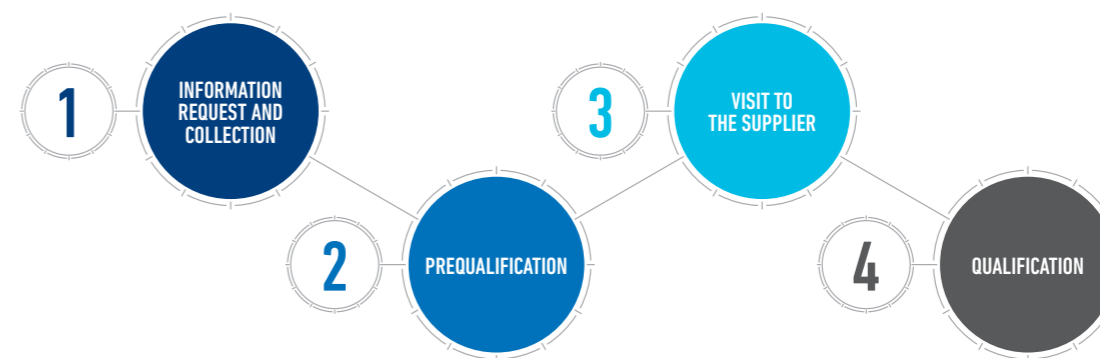 1
INFORMATION
REQUEST AND
COLLECTION
2
PREQUALIFICATION
3
VISIT TO
THE SUPPLIER
4
QUALIFICATION